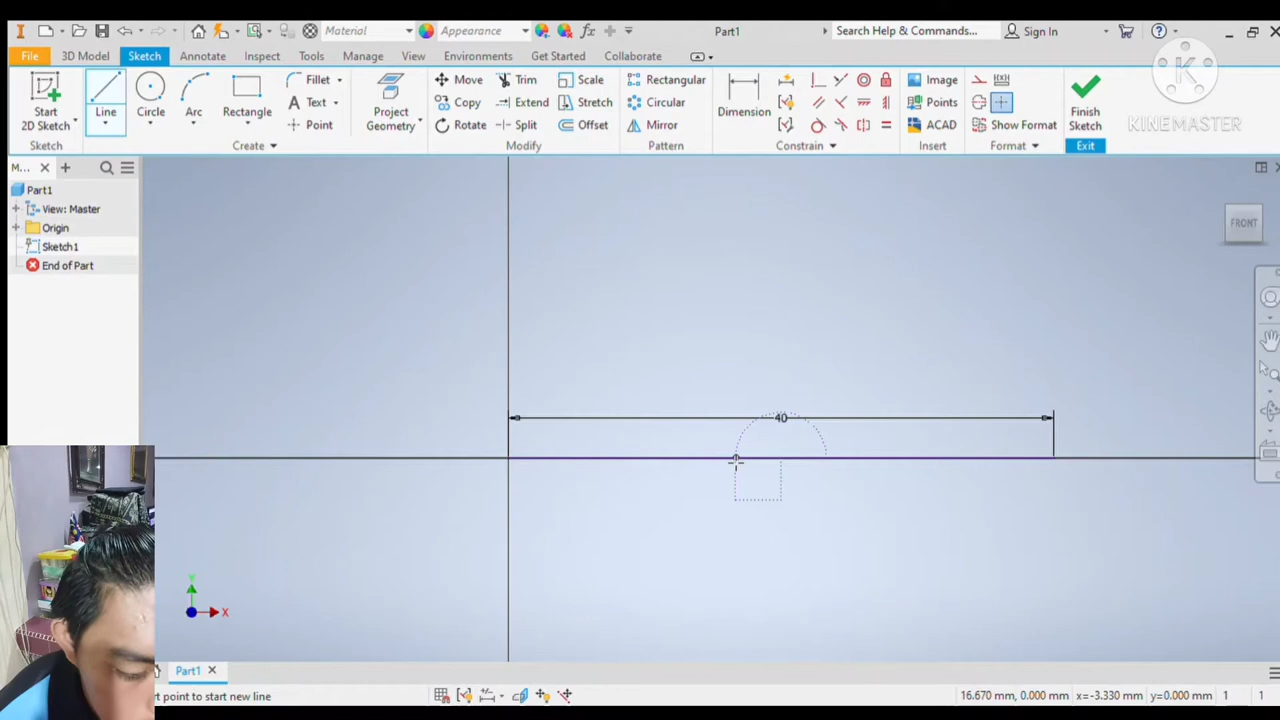 Material
Appearance
Part1
Search Help & Commands...
Sign In
File
3D Model
Sketch
Annotate
Inspect
Tools
Manage
View
Environments
Get Started
Collaborate
Start
2D Sketch
Line
Circle
Arc
Rectangle
Fillet
Text
Point
Project
Geometry
Move
Copy
Rotate
Trim
Extend
Split
Scale
Stretch
Offset
Rectangular
Circular
Mirror
Dimension
Image
Points
ACAD
Show Format
Finish
Sketch
K
KINEMASTER
Sketch
Create
Modify
Pattern
Constrain
Insert
Format
Exit
M...
Part1
View: Master
Origin
Sketch1
End of Part
FRONT
40
Y
X
Part1
rt point to start new line
16.670 mm, 0.000 mm
x=-3.330 mm
y=0.000 mm
1
1